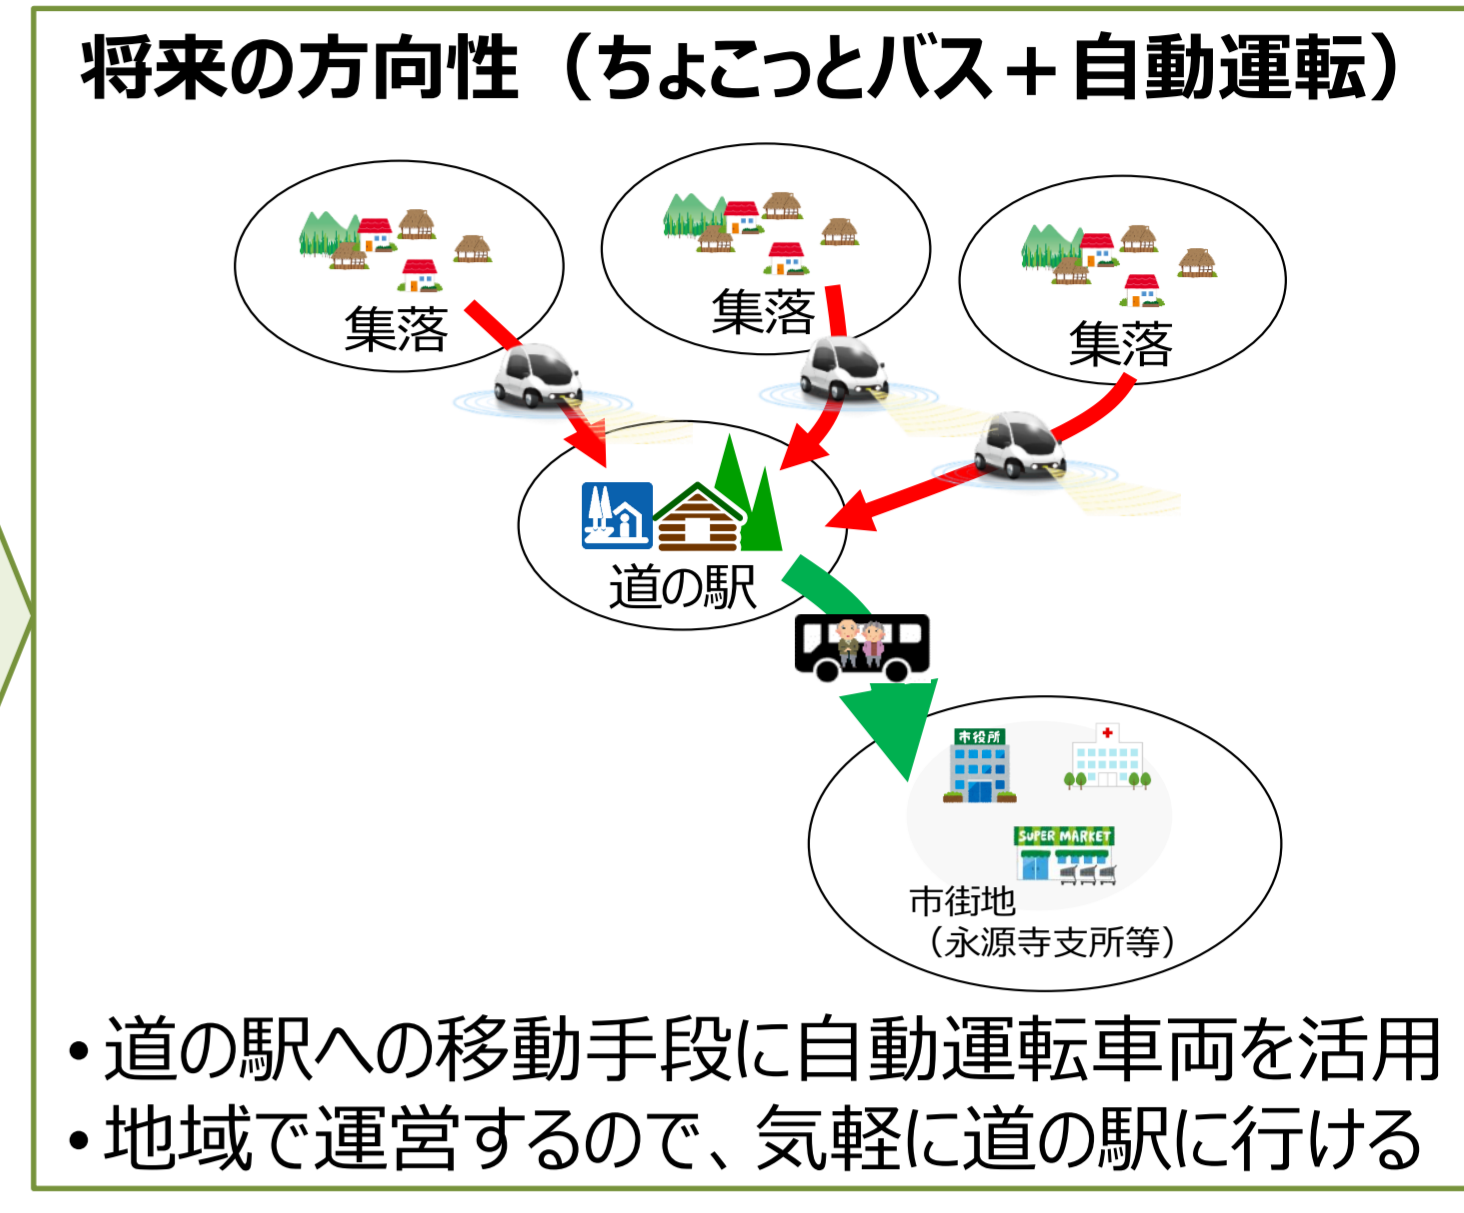 将来の方向性（ちょこっとバス＋自動運転）
集落
集落
集落
道の駅
市役所
SUPER MARKET
市街地
（永源寺支所等）
•道の駅への移動手段に自動運転車両を活用
•地域で運営するので、気軽に道の駅に行ける